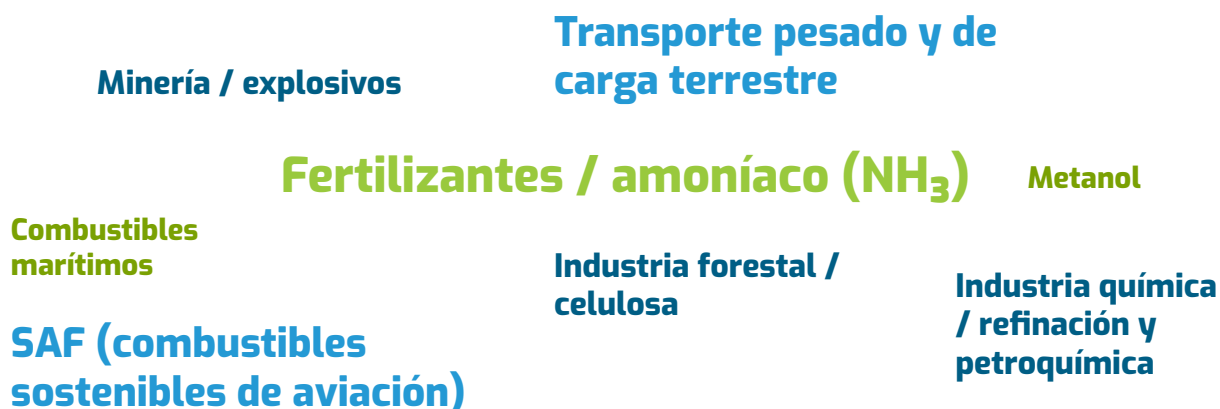 Transporte pesado y de
carga terrestre
Minería / explosivos
Fertilizantes / amoníaco (NH₃)
Metanol
Combustibles
marítimos
Industria forestal /
celulosa
Industria química
/ refinación y
petroquímica
SAF (combustibles
sostenibles de aviación)